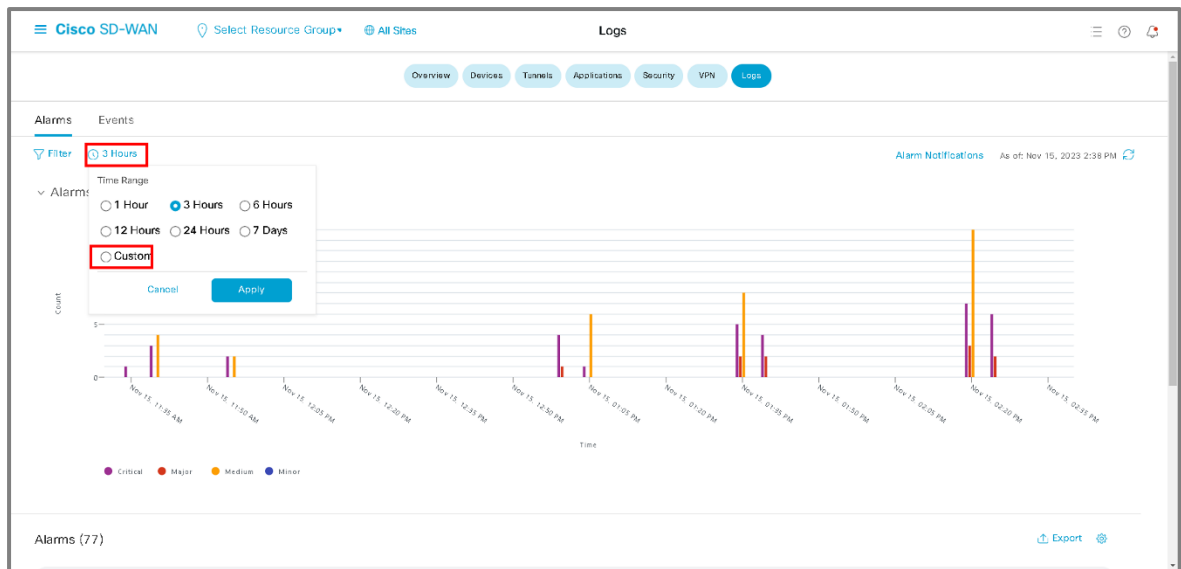 Cisco SD-WAN Select Resource Group All Sites Logs
Overview Devices Tunnels Applications Security VPN Logs
Alarms Events
Filter 3 Hours Alarm Notifications As of: Nov 15, 2023 2:38 PM
Time Range
Alarms
1 Hour 3 Hours 6 Hours
12 Hours 24 Hours 7 Days
Custom
Cancel Apply
Count
5
0
Nov 15, 11:35 AM
Nov 15, 11:50 AM
Nov 15, 12:05 PM
Nov 15, 12:20 PM
Nov 15, 12:35 PM
Nov 15, 12:50 PM
Nov 15, 01:05 PM
Nov 15, 01:20 PM
Nov 15, 01:35 PM
Nov 15, 01:50 PM
Nov 15, 02:05 PM
Nov 15, 02:20 PM
Nov 15, 02:35 PM
Time
Critical Major Medium Minor
Alarms (77) Export